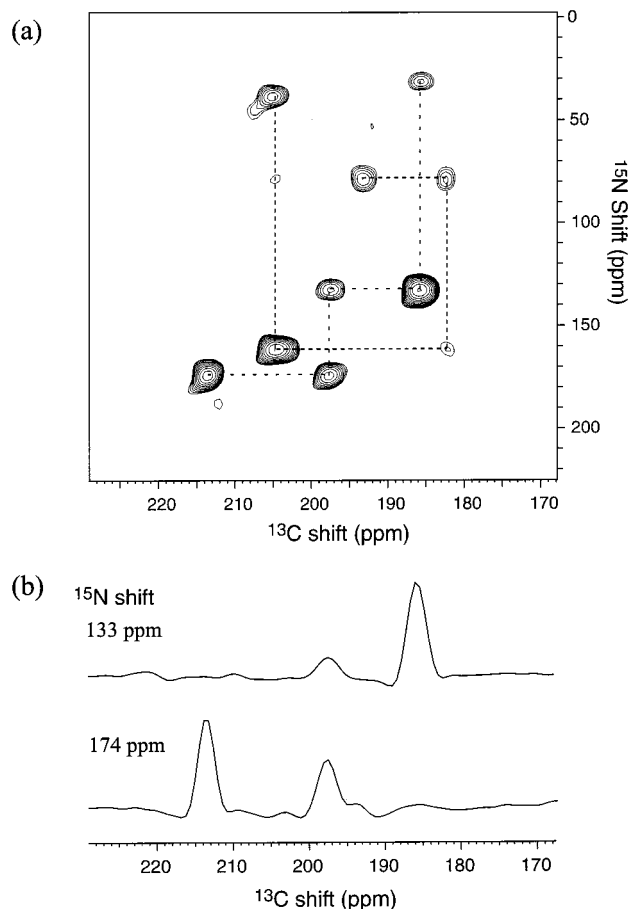 (a)
0
50
100
150
200
¹⁵N Shift (ppm)
220 210 200 190 180 170
¹³C shift (ppm)
(b)
¹⁵N shift
133 ppm
174 ppm
220 210 200 190 180 170
¹³C shift (ppm)